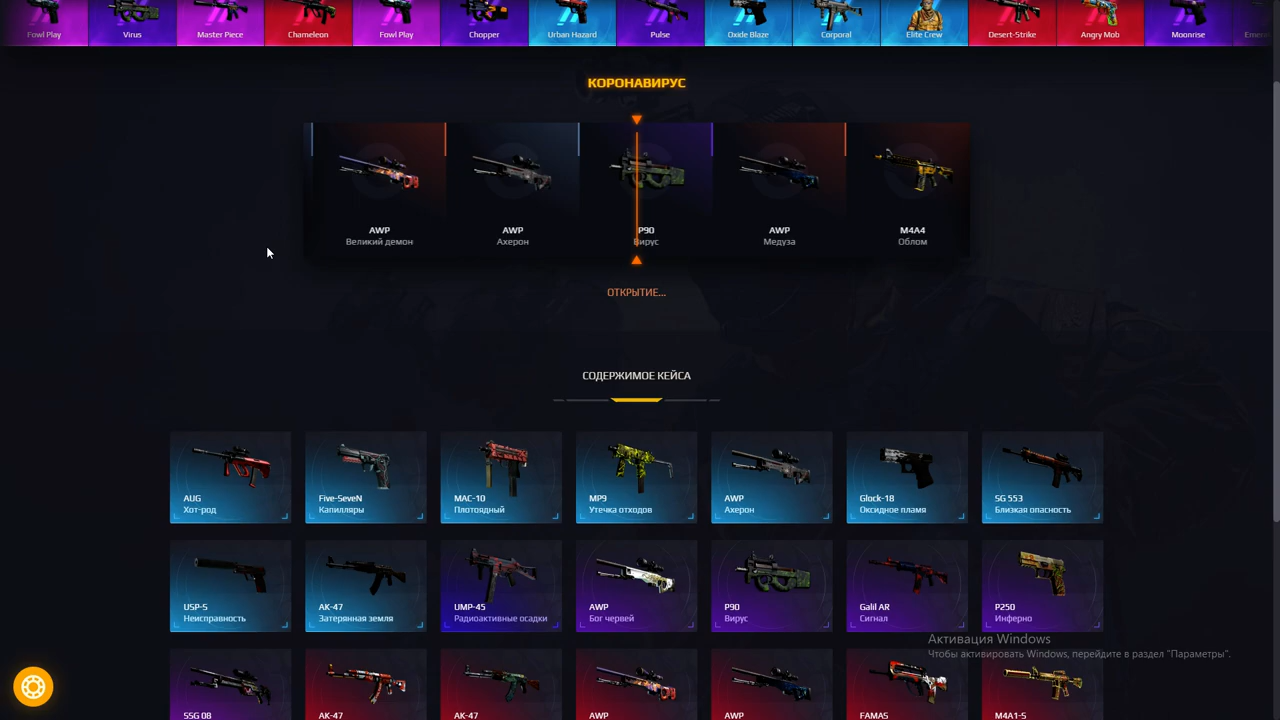 Fowl Play
Virus
Master Piece
Chameleon
Fowl Play
Chopper
Urban Hazard
Pulse
Oxide Blaze
Corporal
Elite Crew
Desert-Strike
Angry Mob
Moonrise
КОРОНАВИРУС
AWP
Великий демон
AWP
Ахерон
P90
Вирус
AWP
Медуза
M4A4
Облом
ОТКРЫТИЕ...
СОДЕРЖИМОЕ КЕЙСА
AUG
Хот-род
Five-SeveN
Капилляры
MAC-10
Плотоядный
MP9
Утечка отходов
AWP
Ахерон
Glock-18
Оксидное пламя
SG 553
Близкая опасность
USP-S
Неисправность
AK-47
Затерянная земля
UMP-45
Радиоактивные осадки
AWP
Бог червей
P90
Вирус
Galil AR
Сигнал
P250
Инферно
Активация Windows
Чтобы активировать Windows, перейдите в раздел "Параметры".
SSG 08
AK-47
AK-47
AWP
AWP
FAMAS
M4A1-S